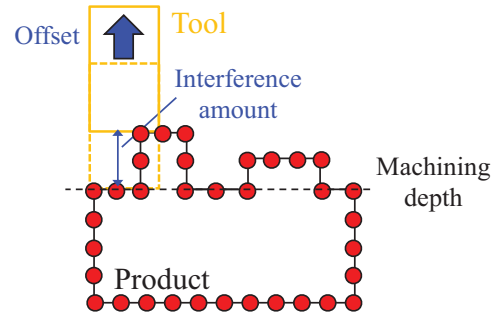 Offset
Tool
Interference
amount
Machining
depth
Product